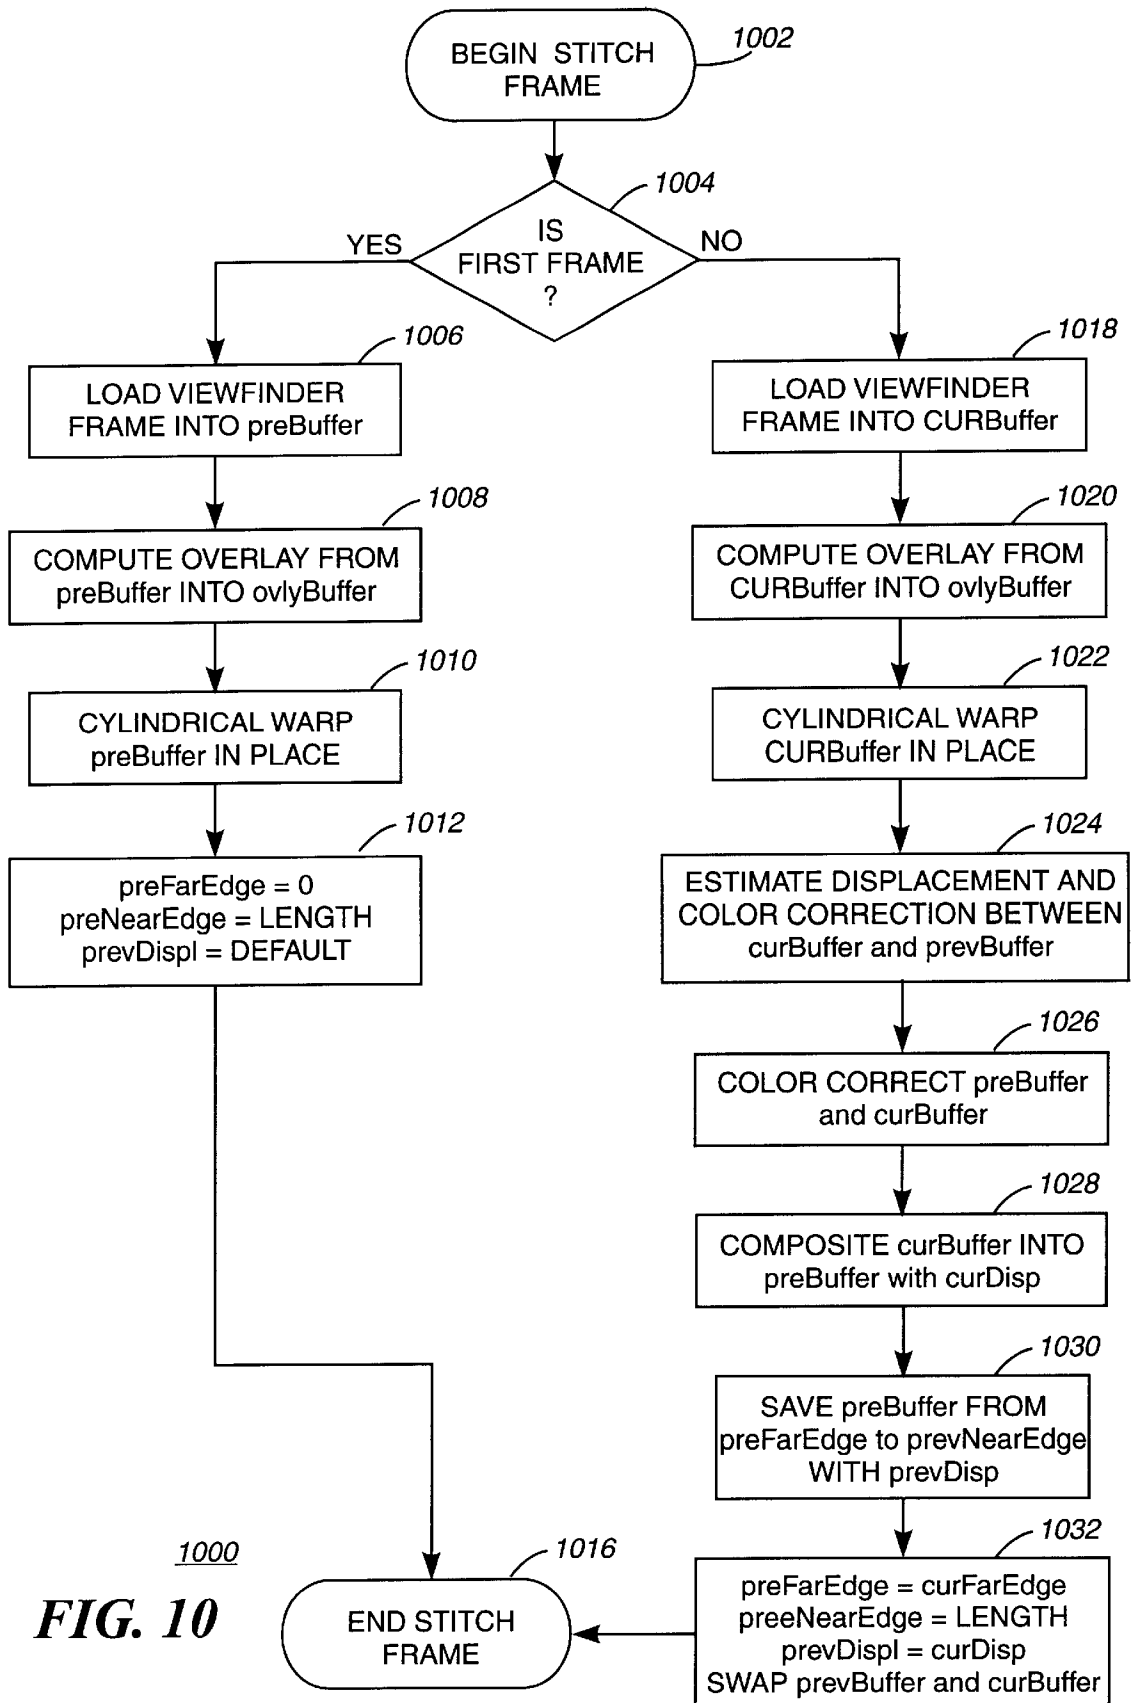 BEGIN STITCH
FRAME
1002
IS
FIRST FRAME
?
1004
YES
NO
1006
LOAD VIEWFINDER
FRAME INTO preBuffer
1008
COMPUTE OVERLAY FROM
preBuffer INTO ovlyBuffer
1010
CYLINDRICAL WARP
preBuffer IN PLACE
1012
preFarEdge = 0
preNearEdge = LENGTH
prevDispl = DEFAULT
1018
LOAD VIEWFINDER
FRAME INTO CURBuffer
1020
COMPUTE OVERLAY FROM
CURBuffer INTO ovlyBuffer
1022
CYLINDRICAL WARP
CURBuffer IN PLACE
1024
ESTIMATE DISPLACEMENT AND
COLOR CORRECTION BETWEEN
curBuffer and prevBuffer
1026
COLOR CORRECT preBuffer
and curBuffer
1028
COMPOSITE curBuffer INTO
preBuffer with curDisp
1030
SAVE preBuffer FROM
preFarEdge to prevNearEdge
WITH prevDisp
1032
preFarEdge = curFarEdge
preeNearEdge = LENGTH
prevDispl = curDisp
SWAP prevBuffer and curBuffer
1016
END STITCH
FRAME
1000
FIG. 10